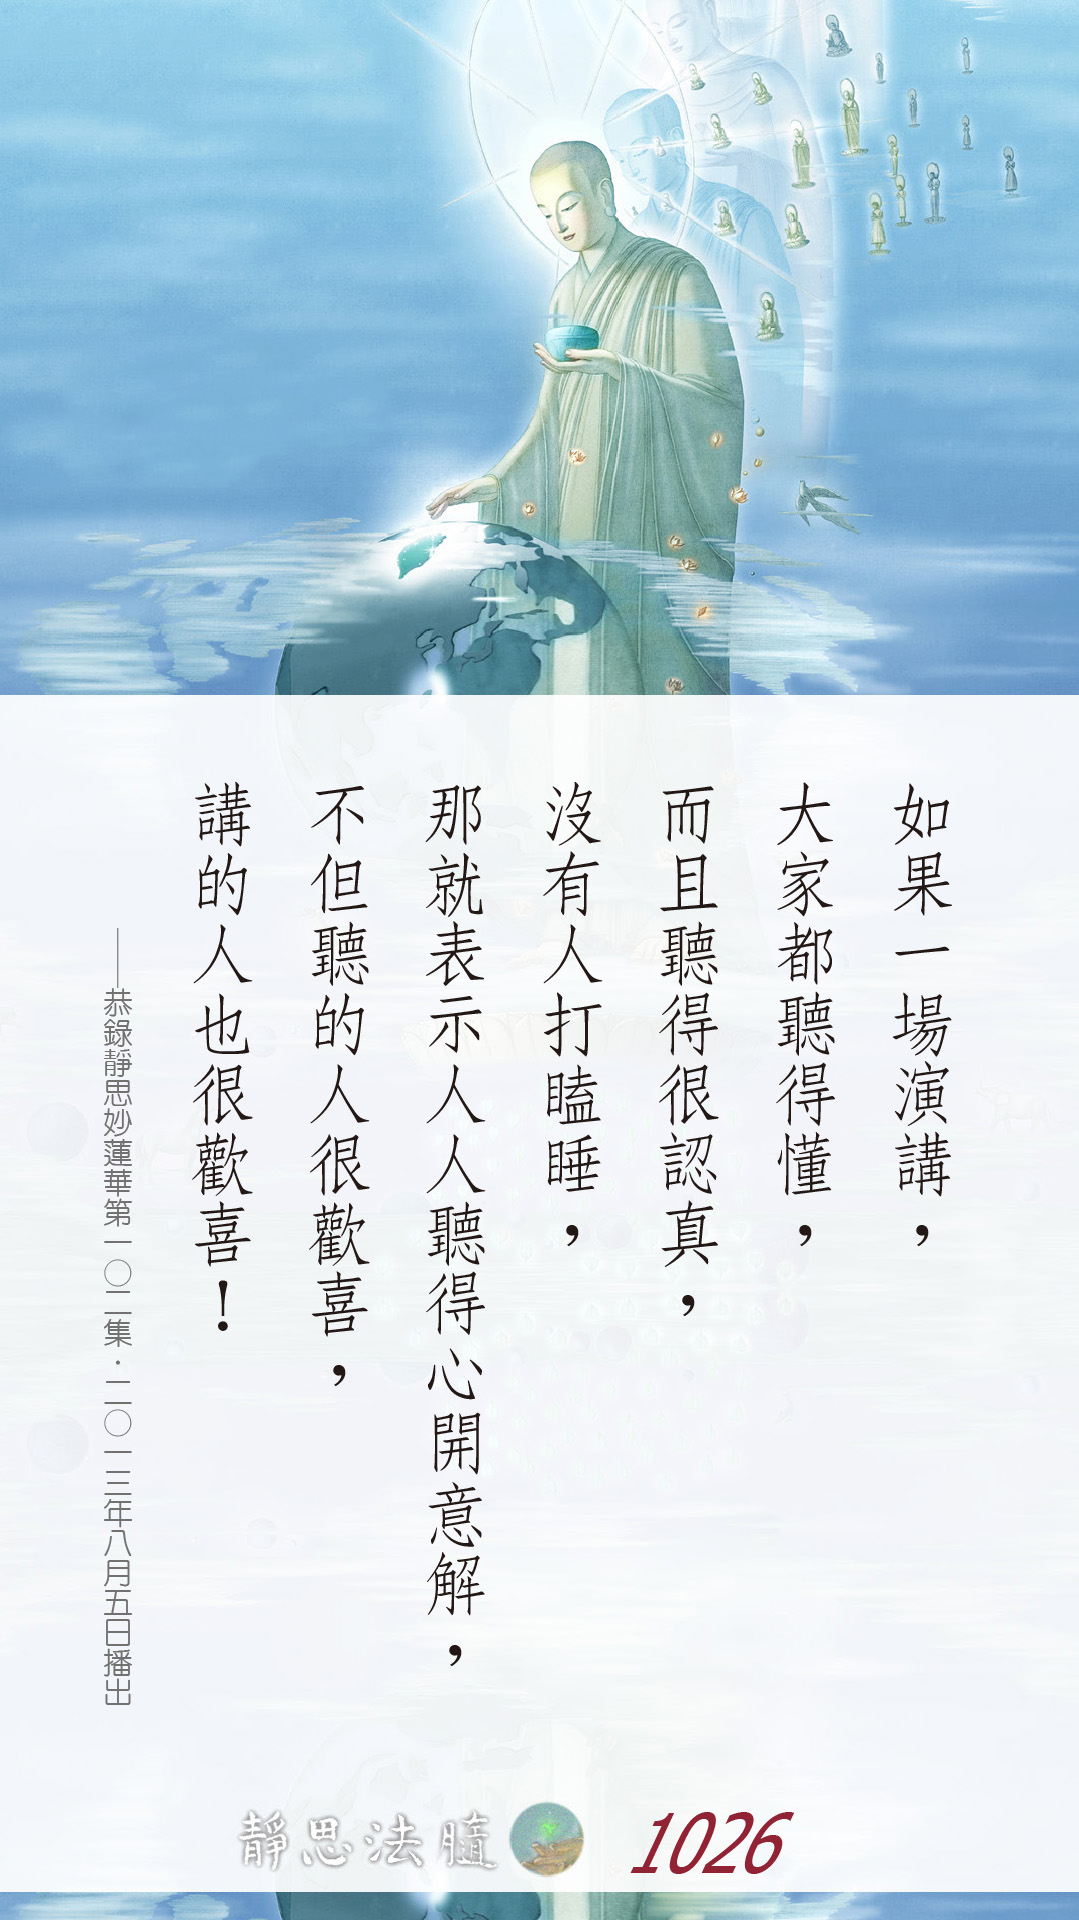 如果一場演講，
大家都聽得懂，
而且聽得很認真，
沒有人打瞌睡，
那就表示人人聽得心開意解，
不但聽的人很歡喜，
講的人也很歡喜！
——恭錄靜思妙蓮華第一〇二集．二〇一三年八月五日播出
靜思法髓
1026